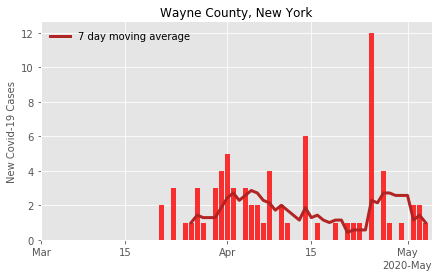 Wayne County, New York
7 day moving average
New Covid-19 Cases
12
10
8
6
4
2
0
Mar
15
Apr
15
May
2020-May